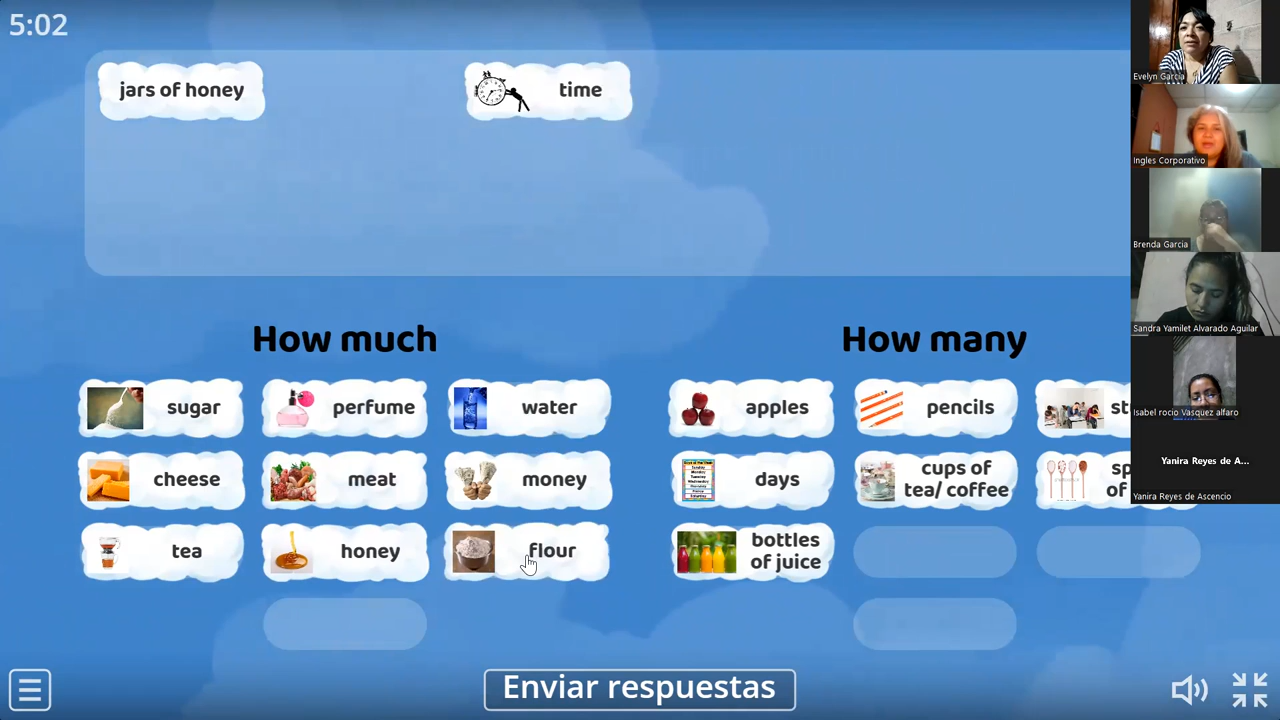 5:02
jars of honey
time
How much
How many
sugar
perfume
water
apples
pencils
cheese
meat
money
days
cups of
tea/ coffee
of
tea
honey
flour
bottles
of juice
Enviar respuestas
Evelyn Garcia
Ingles Corporativo
Brenda Garcia
Sandra Yamilet Alvarado Aguilar
Isabel rocio Vasquez alfaro
Yanira Reyes de A...
Yanira Reyes de Ascencio